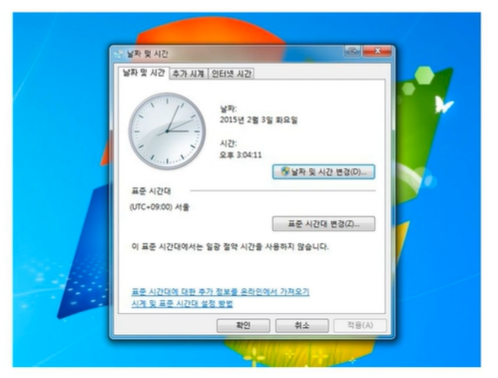 날짜 및 시간
날짜 및 시간 추가 시계 인터넷 시간
날짜:
2015년 2월 3일 화요일
시간:
오후 3:04:11
날짜 및 시간 변경(D)...
표준 시간대
(UTC+09:00) 서울
표준 시간대 변경(Z)...
이 표준 시간대에서는 일광 절약 시간을 사용하지 않습니다.
표준 시간대에 대한 추가 정보를 온라인에서 가져오기
시계 및 표준 시간대 설정 방법
확인 취소 적용(A)